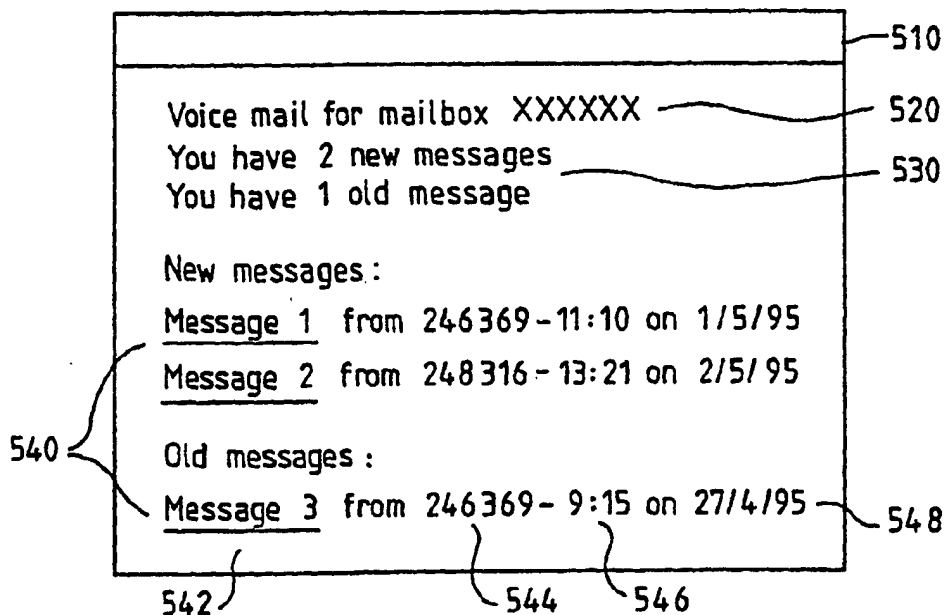 510
Voice mail for mailbox XXXXXX
520
You have 2 new messages
530
You have 1 old message
New messages:
Message 1 from 246369-11:10 on 1/5/95
Message 2 from 248316-13:21 on 2/5/95
540
Old messages:
Message 3 from 246369- 9:15 on 27/4/95
548
542
544
546